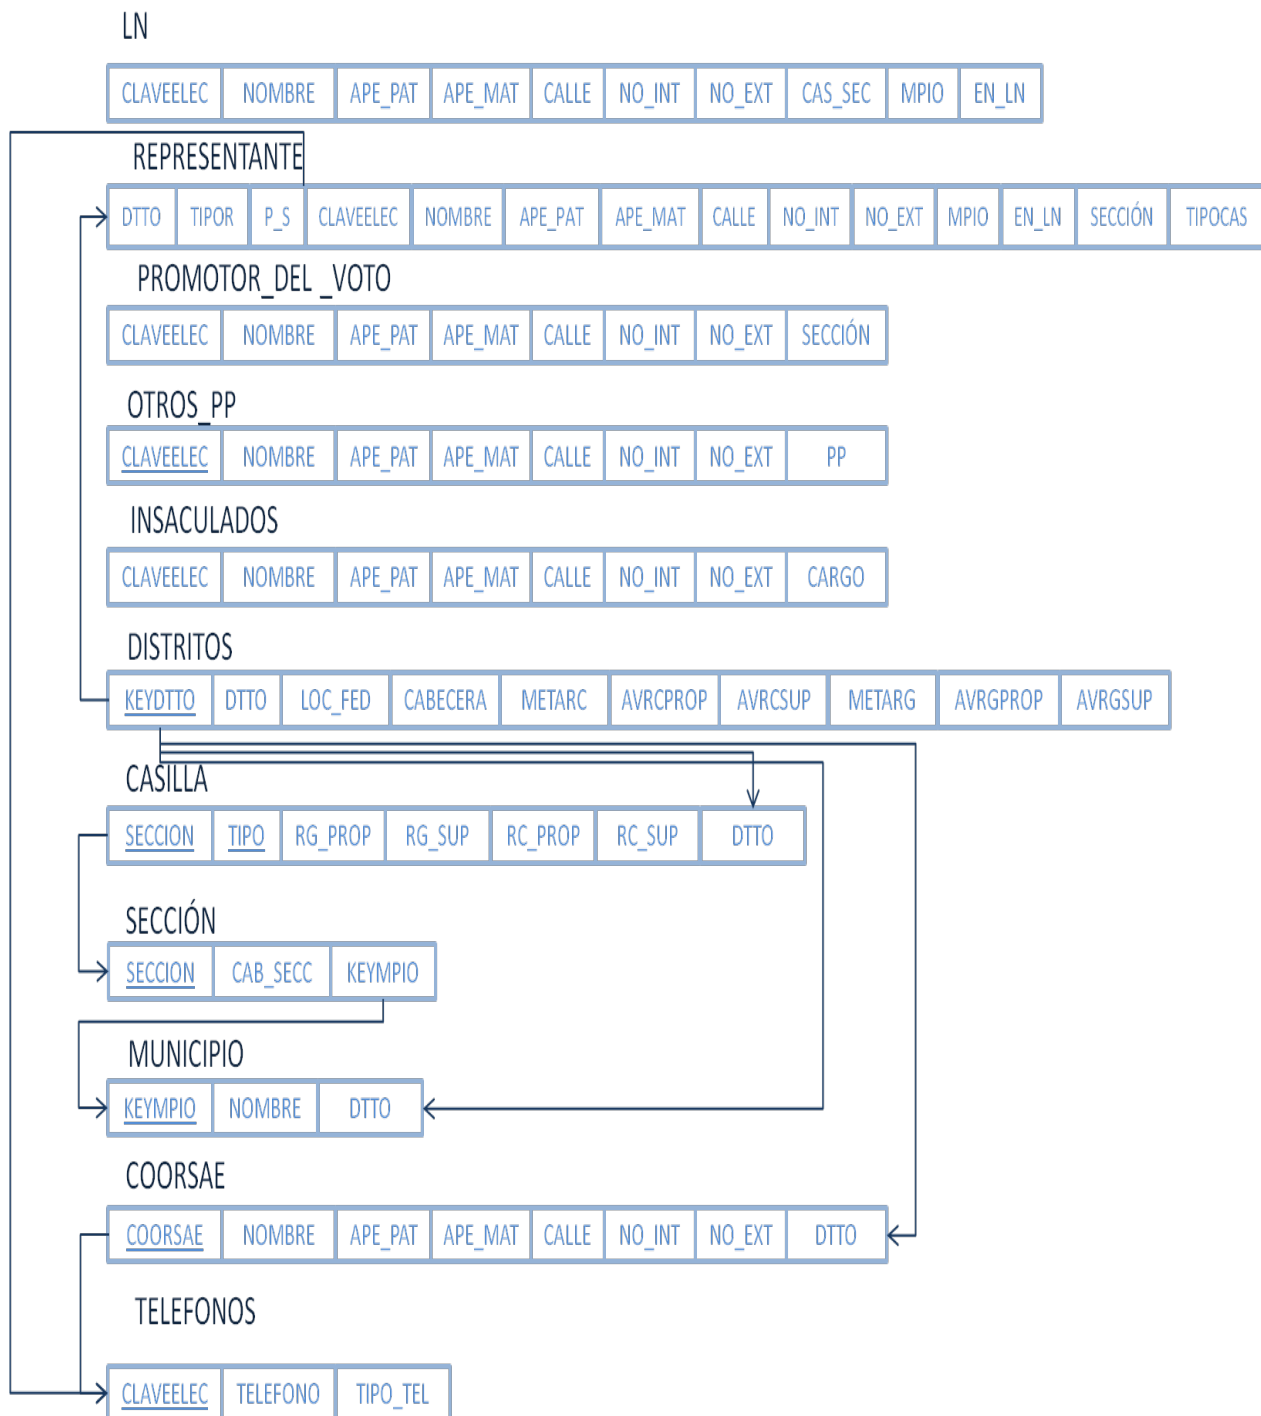 LN
CLAVEELEC NOMBRE APE_PAT APE_MAT CALLE NO_INT NO_EXT CAS_SEC MPIO EN_LN
REPRESENTANTE
DTTO TIPOR P_S CLAVEELEC NOMBRE APE_PAT APE_MAT CALLE NO_INT NO_EXT MPIO EN_LN SECCIÓN TIPOCAS
PROMOTOR_DEL _VOTO
CLAVEELEC NOMBRE APE_PAT APE_MAT CALLE NO_INT NO_EXT SECCIÓN
OTROS_PP
CLAVEELEC NOMBRE APE_PAT APE_MAT CALLE NO_INT NO_EXT PP
INSACULADOS
CLAVEELEC NOMBRE APE_PAT APE_MAT CALLE NO_INT NO_EXT CARGO
DISTRITOS
KEYDTTO DTTO LOC_FED CABECERA METARC AVRCPROP AVRCSUP METARG AVRGPROP AVRGSUP
CASILLA
SECCION TIPO RG_PROP RG_SUP RC_PROP RC_SUP DTTO
SECCIÓN
SECCION CAB_SECC KEYMPIO
MUNICIPIO
KEYMPIO NOMBRE DTTO
COORSAE
COORSAE NOMBRE APE_PAT APE_MAT CALLE NO_INT NO_EXT DTTO
TELEFONOS
CLAVEELEC TELEFONO TIPO_TEL